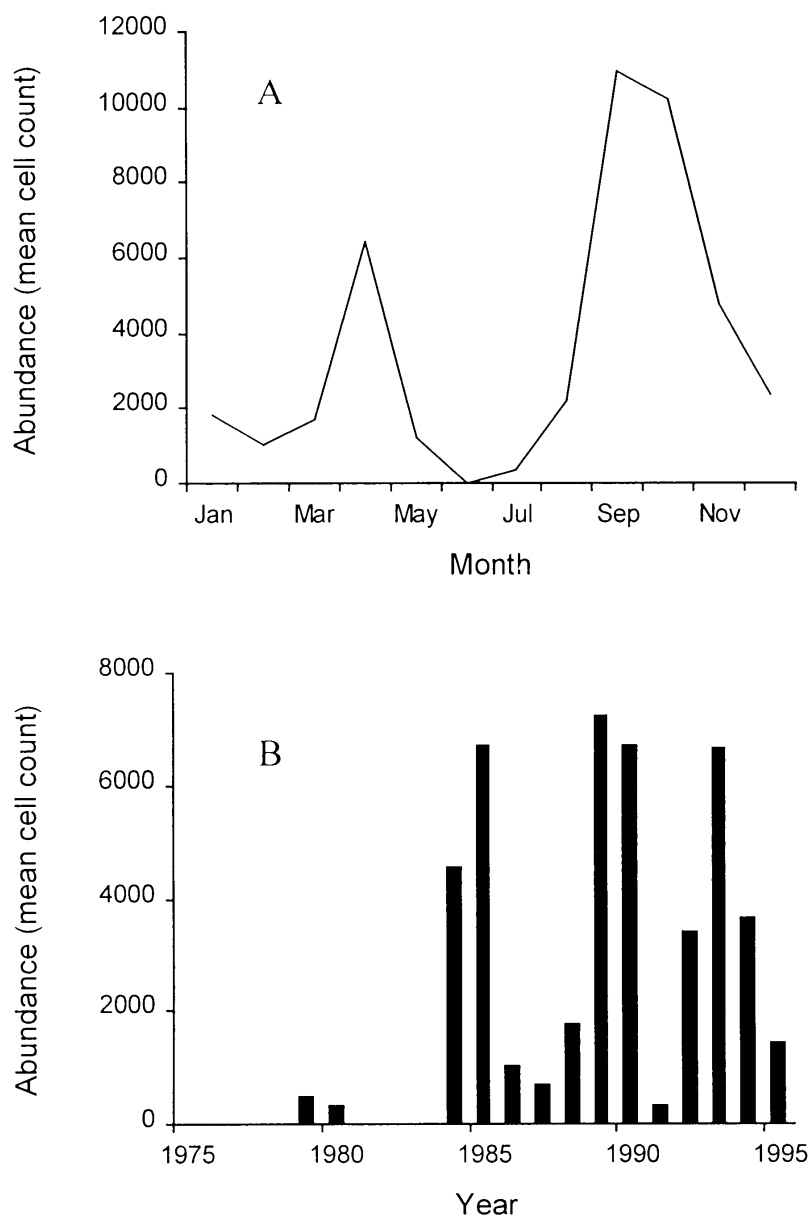 12000
10000
8000
6000
4000
2000
0
Abundance (mean cell count)
A
Jan Mar May Jul Sep Nov
Month
8000
6000
4000
2000
0
Abundance (mean cell count)
B
1975 1980 1985 1990 1995
Year